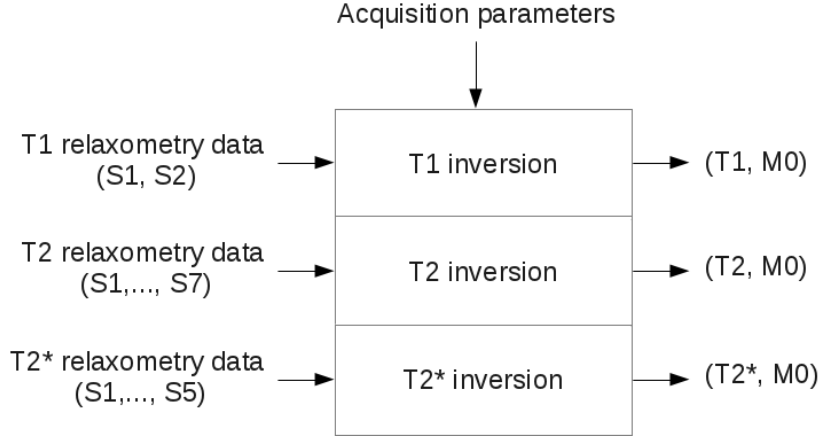 Acquisition parameters
T1 relaxometry data
(S1, S2)
T1 inversion
(T1, M0)
T2 relaxometry data
(S1,..., S7)
T2 inversion
(T2, M0)
T2* relaxometry data
(S1,..., S5)
T2* inversion
(T2*, M0)